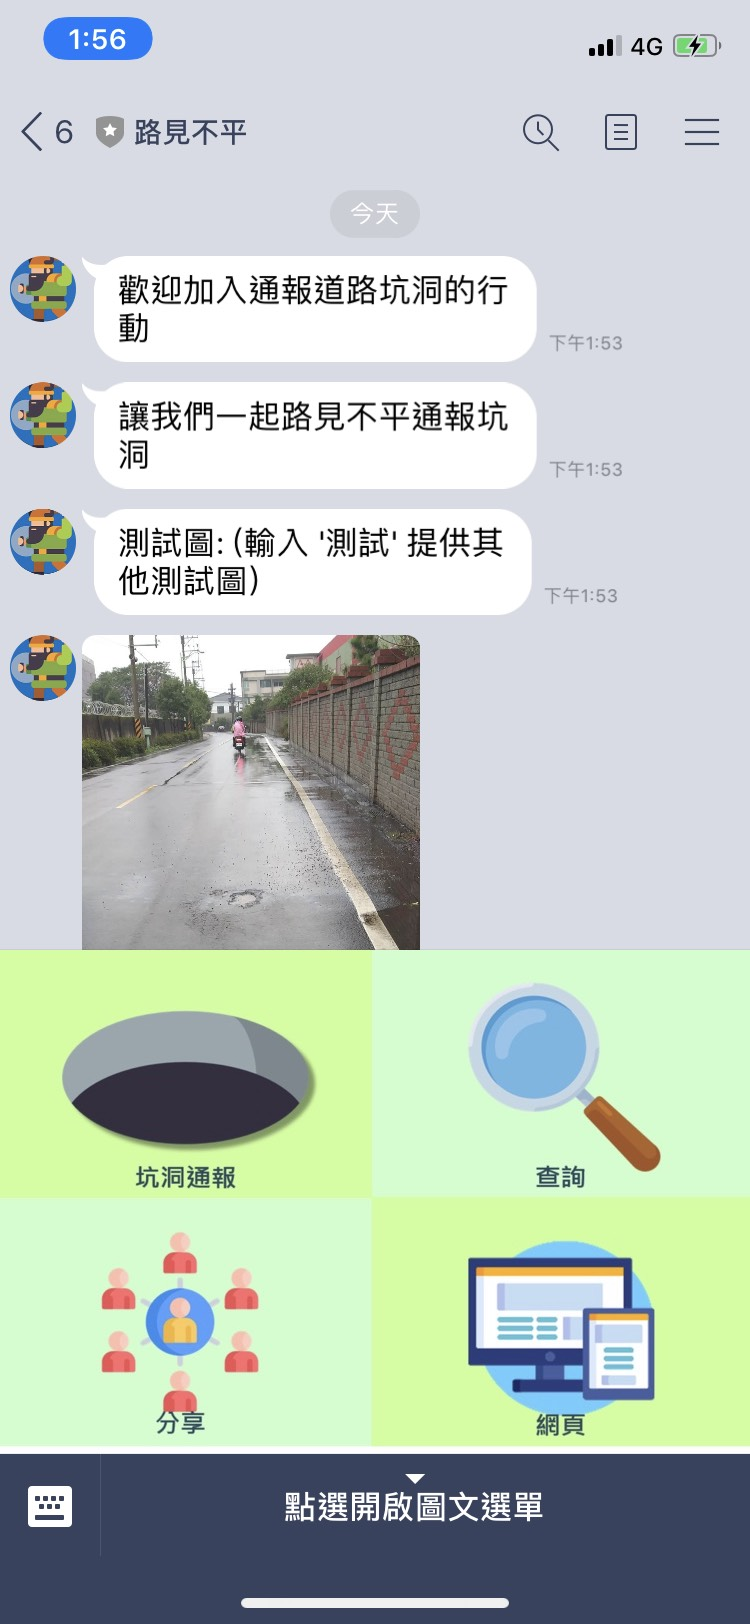 1:56
4G
6 路見不平
今天
歡迎加入通報道路坑洞的行
動
下午1:53
讓我們一起路見不平通報坑
洞
下午1:53
測試圖: (輸入 '測試' 提供其
他測試圖)
下午1:53
坑洞通報
查詢
分享
網頁
點選開啟圖文選單